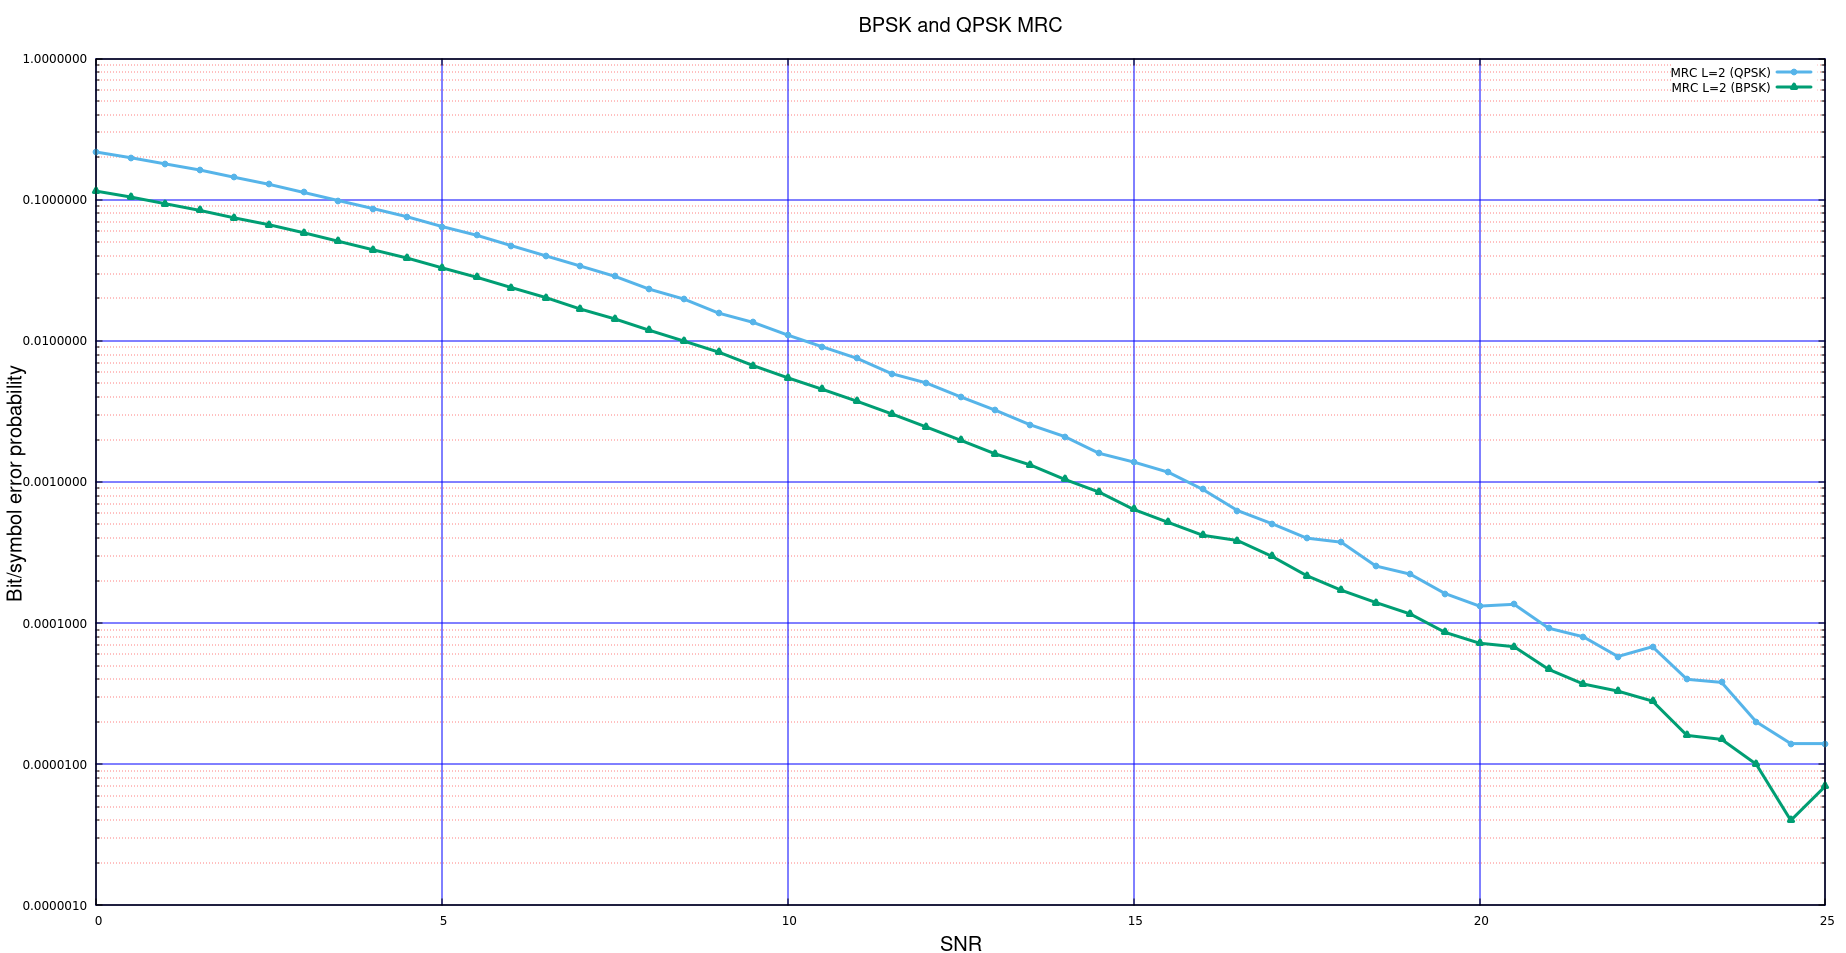 BPSK and QPSK MRC
1.0000000
0.1000000
0.0100000
0.0010000
0.0001000
0.0000100
0.0000010
Bit/symbol error probability
MRC L=2 (QPSK)
MRC L=2 (BPSK)
0 5 10 15 20 25
SNR